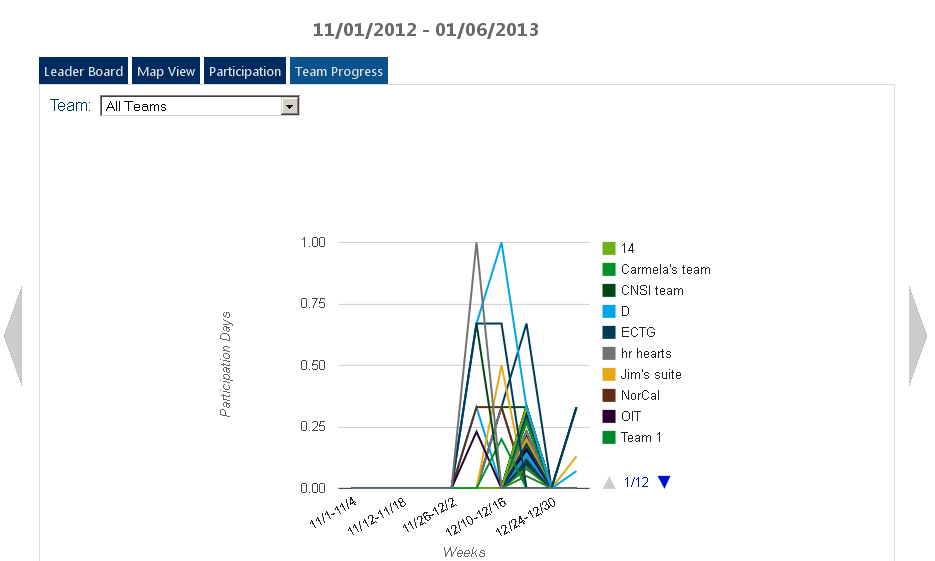 11/01/2012 - 01/06/2013
Leader Board
Map View
Participation
Team Progress
Team: All Teams
1.00
0.75
0.50
0.25
0.00
Participation Days
11/1-11/4
11/12-11/18
11/26-12/2
12/10-12/16
12/24-12/30
Weeks
14
Carmela's team
CNSI team
D
ECTG
hr hearts
Jim's suite
NorCal
OIT
Team 1
1/12